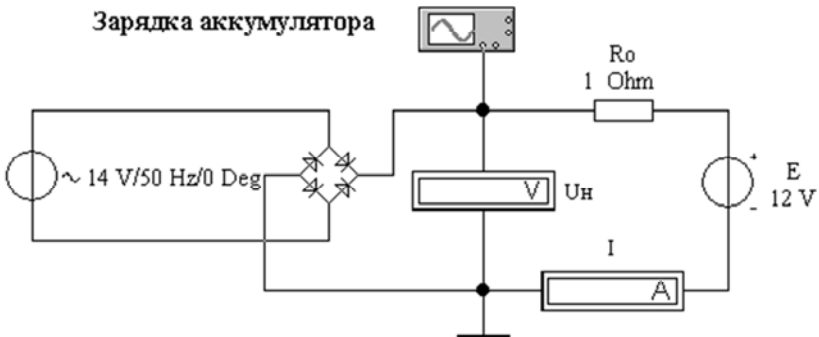 Зарядка аккумулятора
Ro
1 Ohm
~ 14 V/50 Hz/0 Deg
V
Uн
+
E
12 V
-
I
A